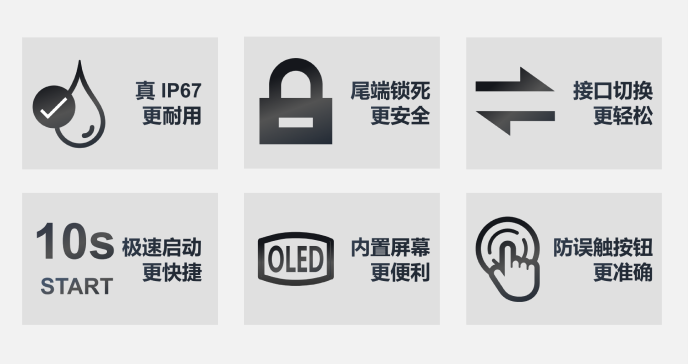 真 IP67
更耐用
尾端锁死
更安全
接口切换
更轻松
10s
START
极速启动
更快捷
OLED
内置屏幕
更便利
防误触按钮
更准确